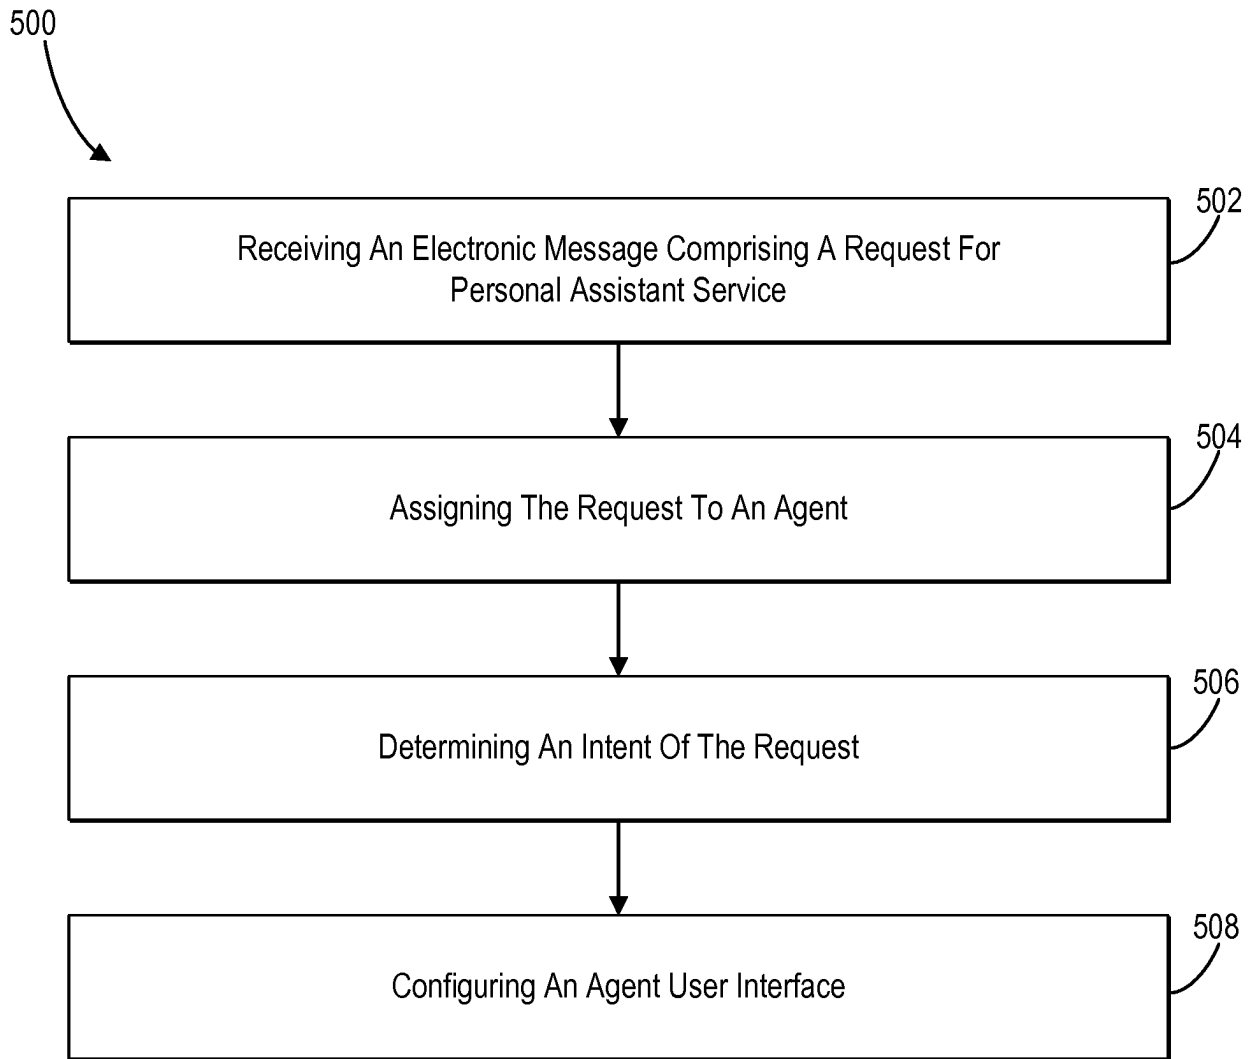 500
502
Receiving An Electronic Message Comprising A Request For
Personal Assistant Service
504
Assigning The Request To An Agent
506
Determining An Intent Of The Request
508
Configuring An Agent User Interface